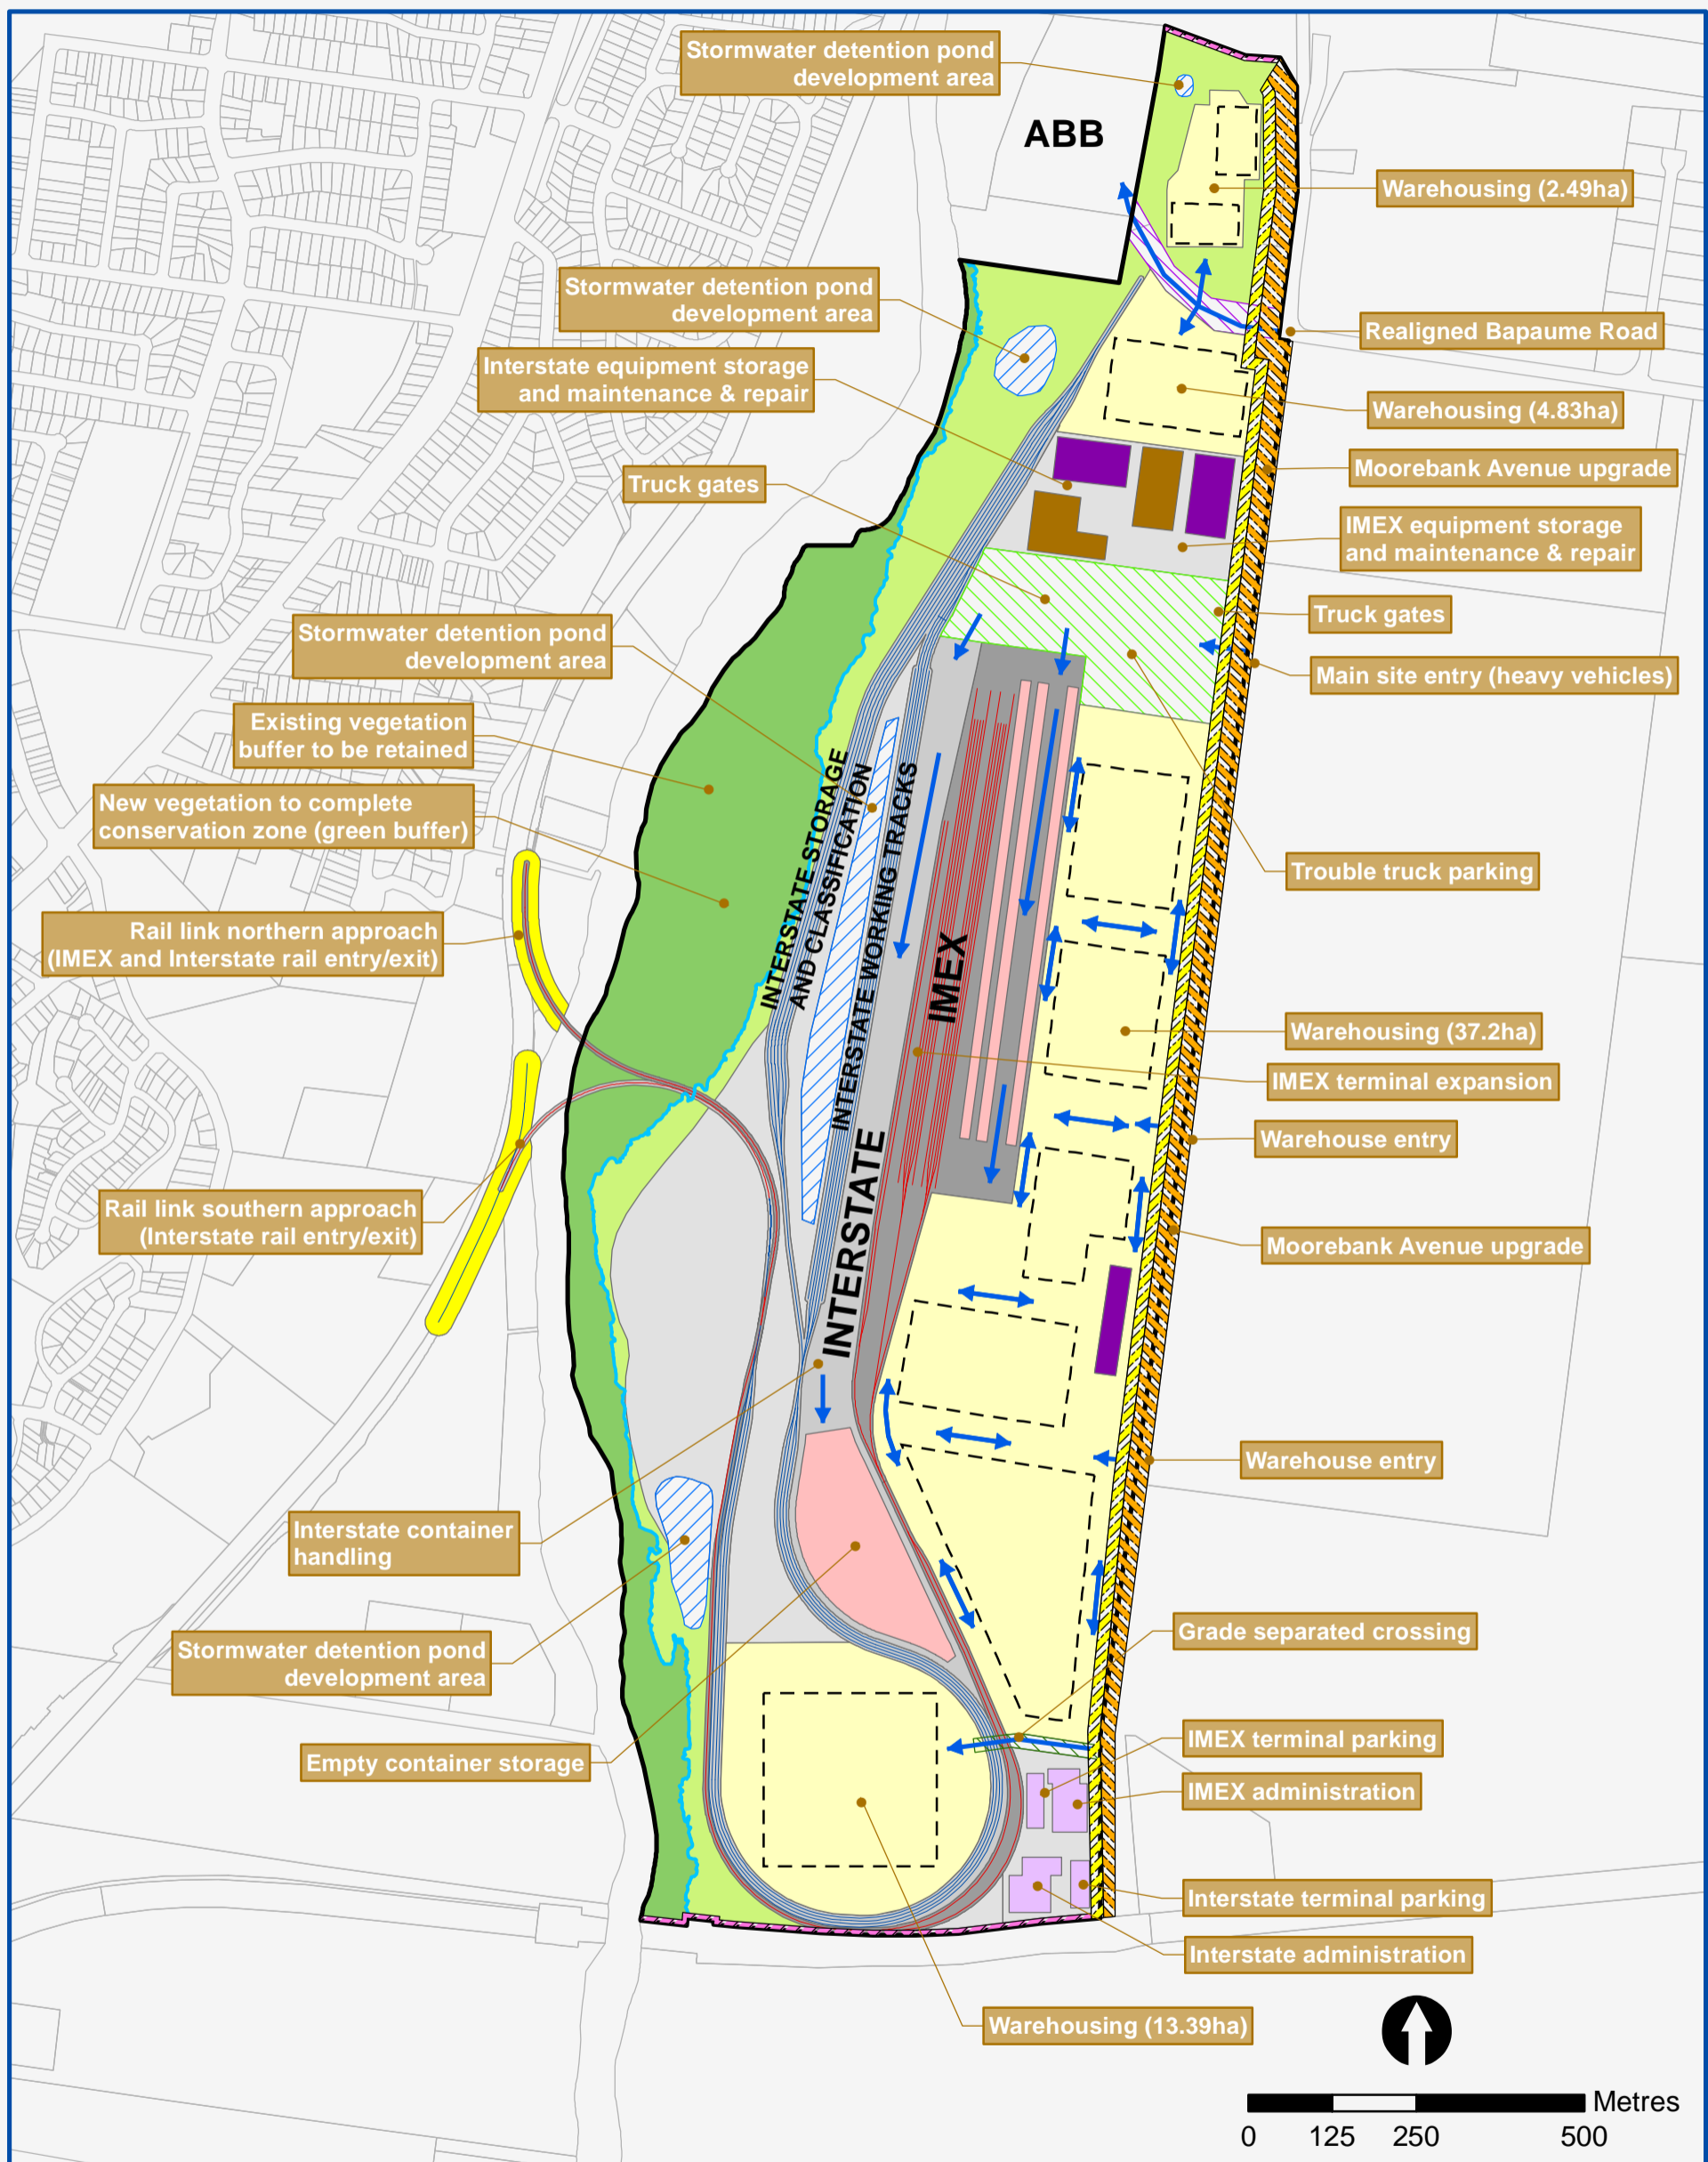 Stormwater detention pond
development area
ABB
Warehousing (2.49ha)
Stormwater detention pond
development area
Realigned Bapaume Road
Interstate equipment storage
and maintenance & repair
Warehousing (4.83ha)
Moorebank Avenue upgrade
Truck gates
IMEX equipment storage
and maintenance & repair
Truck gates
Stormwater detention pond
development area
Main site entry (heavy vehicles)
Existing vegetation
buffer to be retained
New vegetation to complete
conservation zone (green buffer)
INTERSTATE STORAGE
AND CLASSIFICATION
INTERSTATE WORKING TRACKS
Trouble truck parking
Rail link northern approach
(IMEX and Interstate rail entry/exit)
IMEX
Warehousing (37.2ha)
IMEX terminal expansion
Warehouse entry
Rail link southern approach
(Interstate rail entry/exit)
INTERSTATE
Moorebank Avenue upgrade
Warehouse entry
Interstate container
handling
Stormwater detention pond
development area
Grade separated crossing
Empty container storage
IMEX terminal parking
IMEX administration
Interstate terminal parking
Interstate administration
Warehousing (13.39ha)
Metres
0 125 250 500